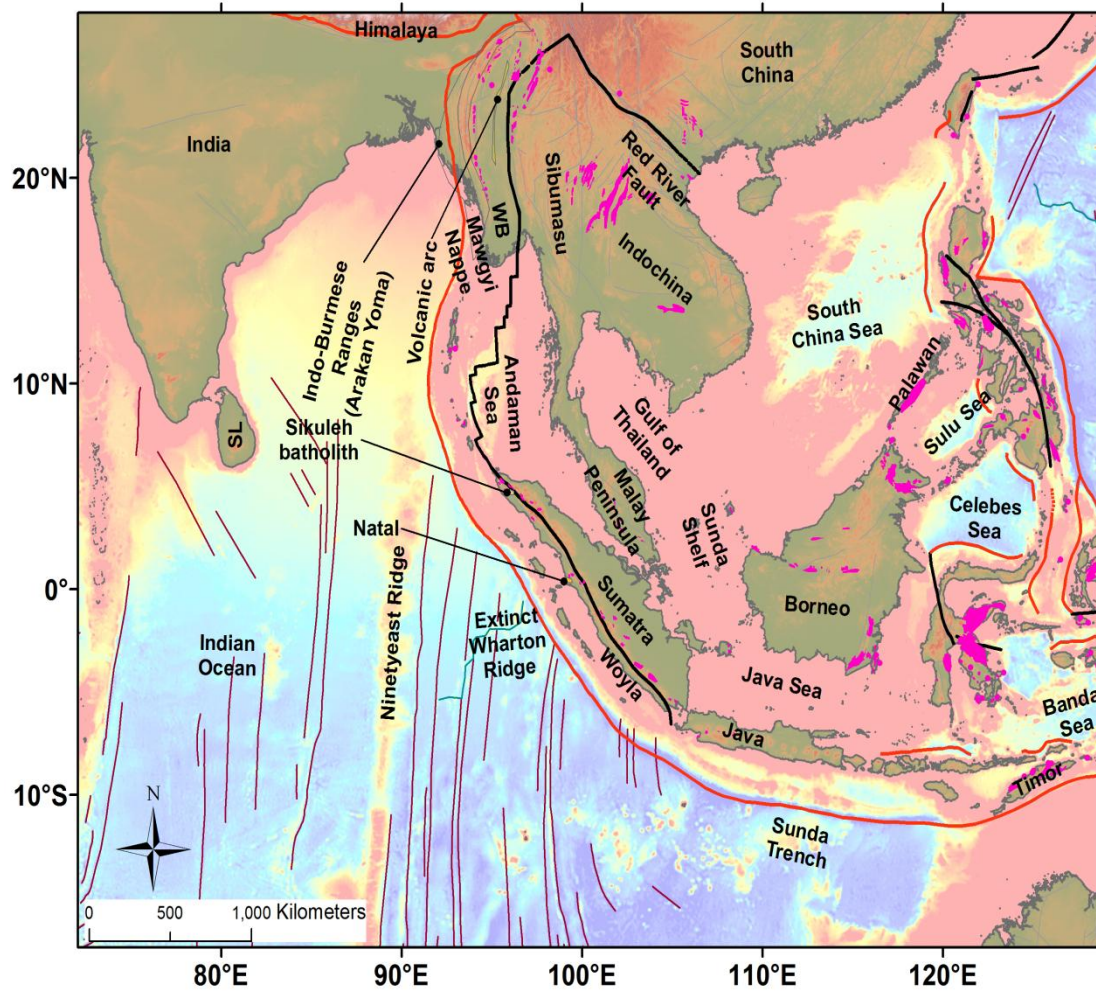 Himalaya
South
China
India
Red River
Fault
Sibumasu
20°N
WB
Mawgyi
Nappe
Indochina
Volcanic arc
Indo-Burmese
Ranges
(Arakan Yoma)
South
China Sea
Andaman
Sea
Palawan
10°N
Sulu Sea
SL
Sikuleh
batholith
Gulf of
Thailand
Malay
Peninsula
Celebes
Sea
Natal
Sunda
Shelf
0°
Sumatra
Borneo
Ninetyeast Ridge
Extinct
Wharton
Ridge
Indian
Ocean
Woyla
Java Sea
Banda
Sea
Java
Timor
10°S
N
Sunda
Trench
0 500 1,000 Kilometers
80°E 90°E 100°E 110°E 120°E